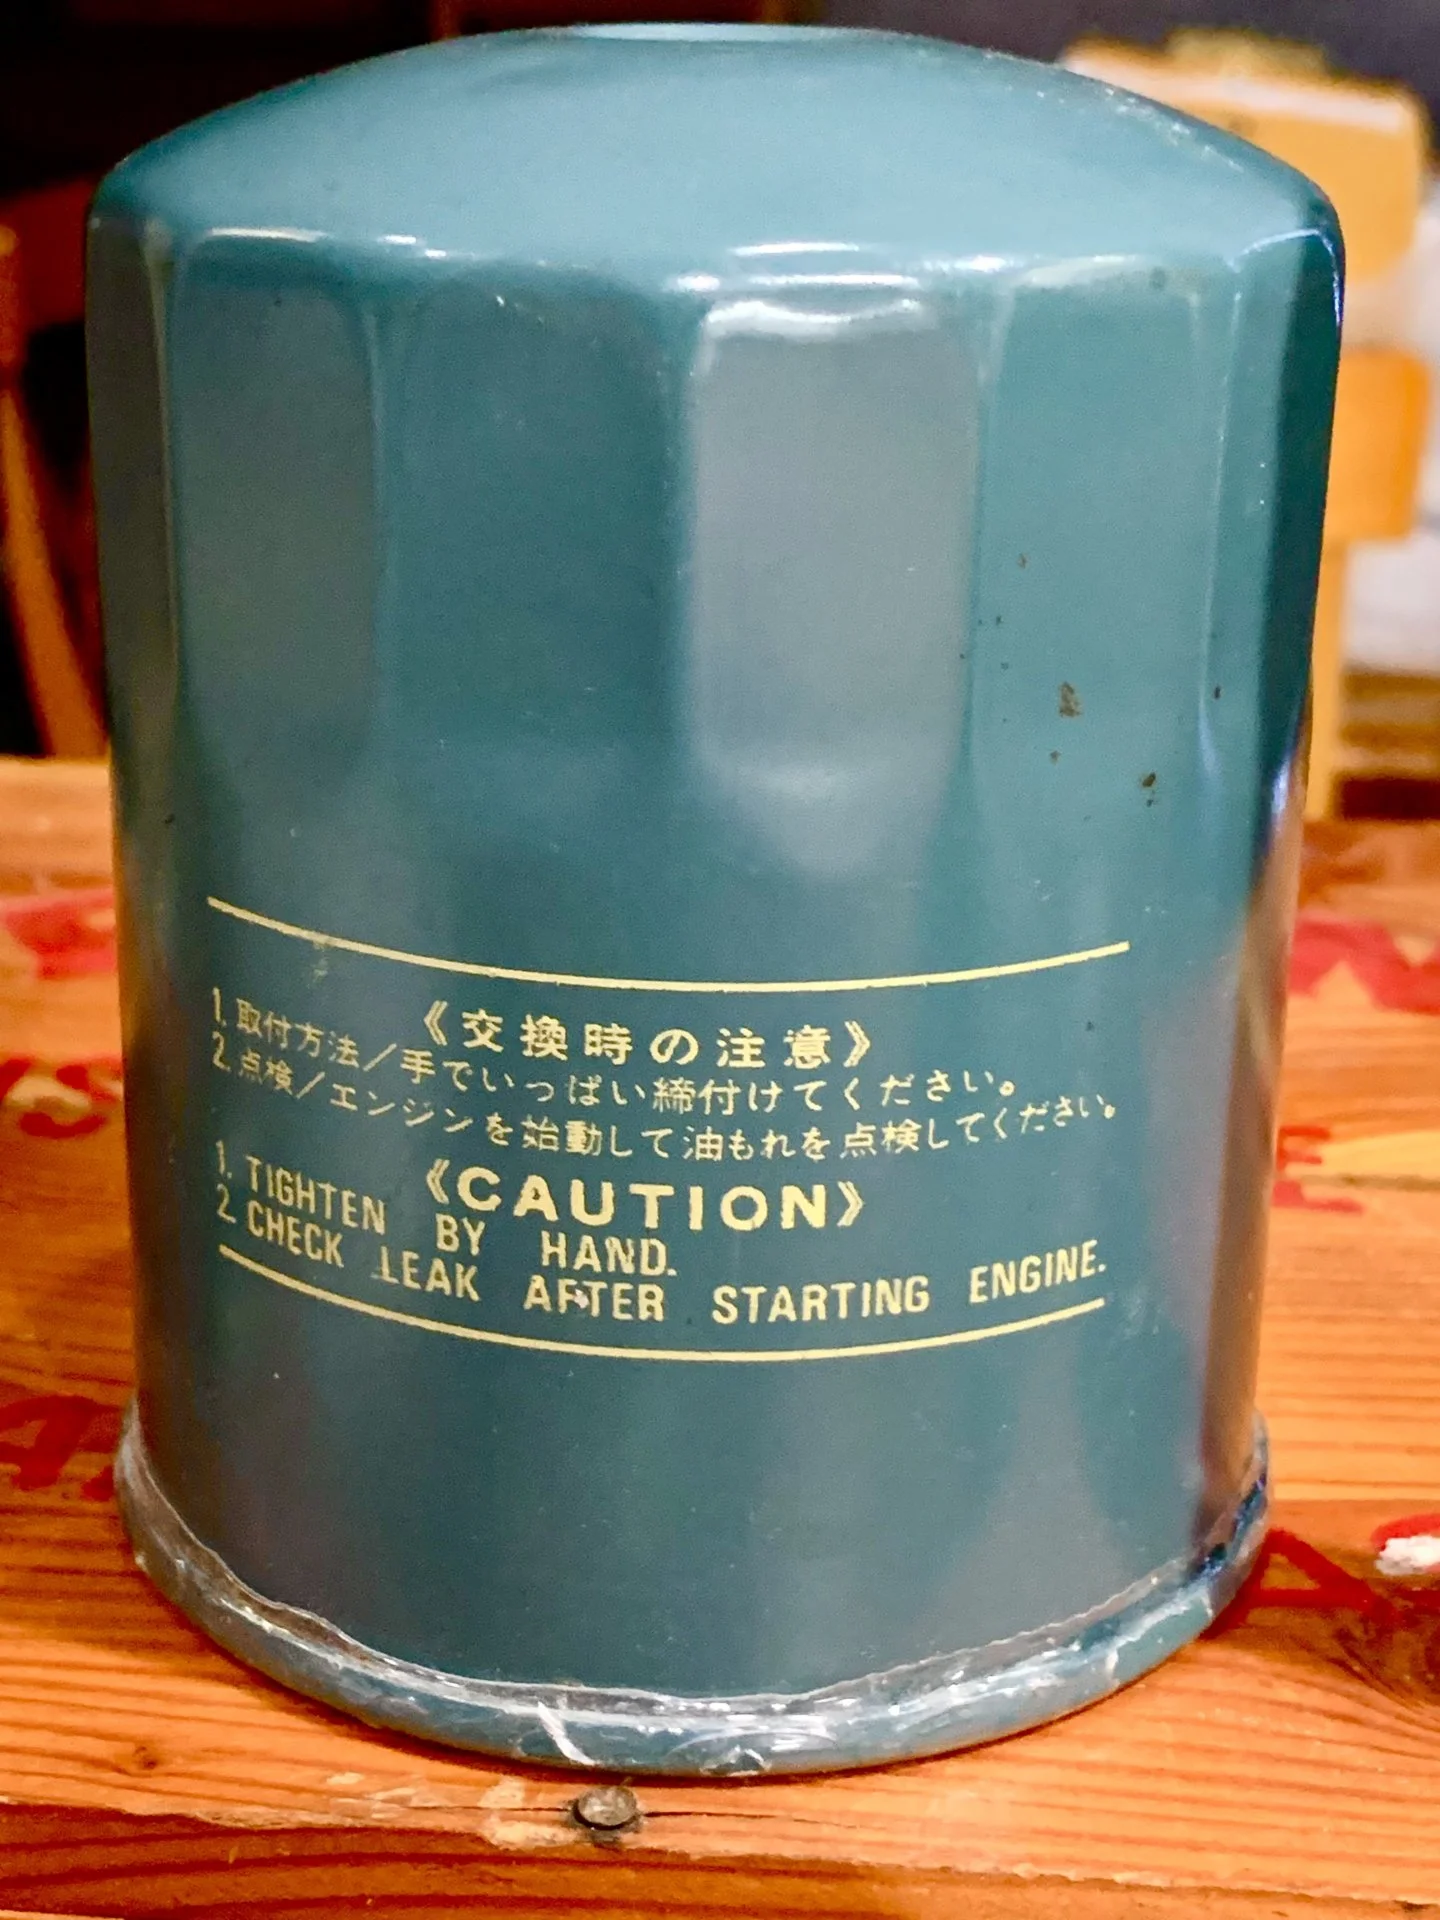 《交換時の注意》
1. 取付方法／手でいっぱい締付けてください。
2. 点検／エンジンを始動して油もれを点検してください。
《CAUTION》
1. TIGHTEN BY HAND.
2. CHECK LEAK AFTER STARTING ENGINE.